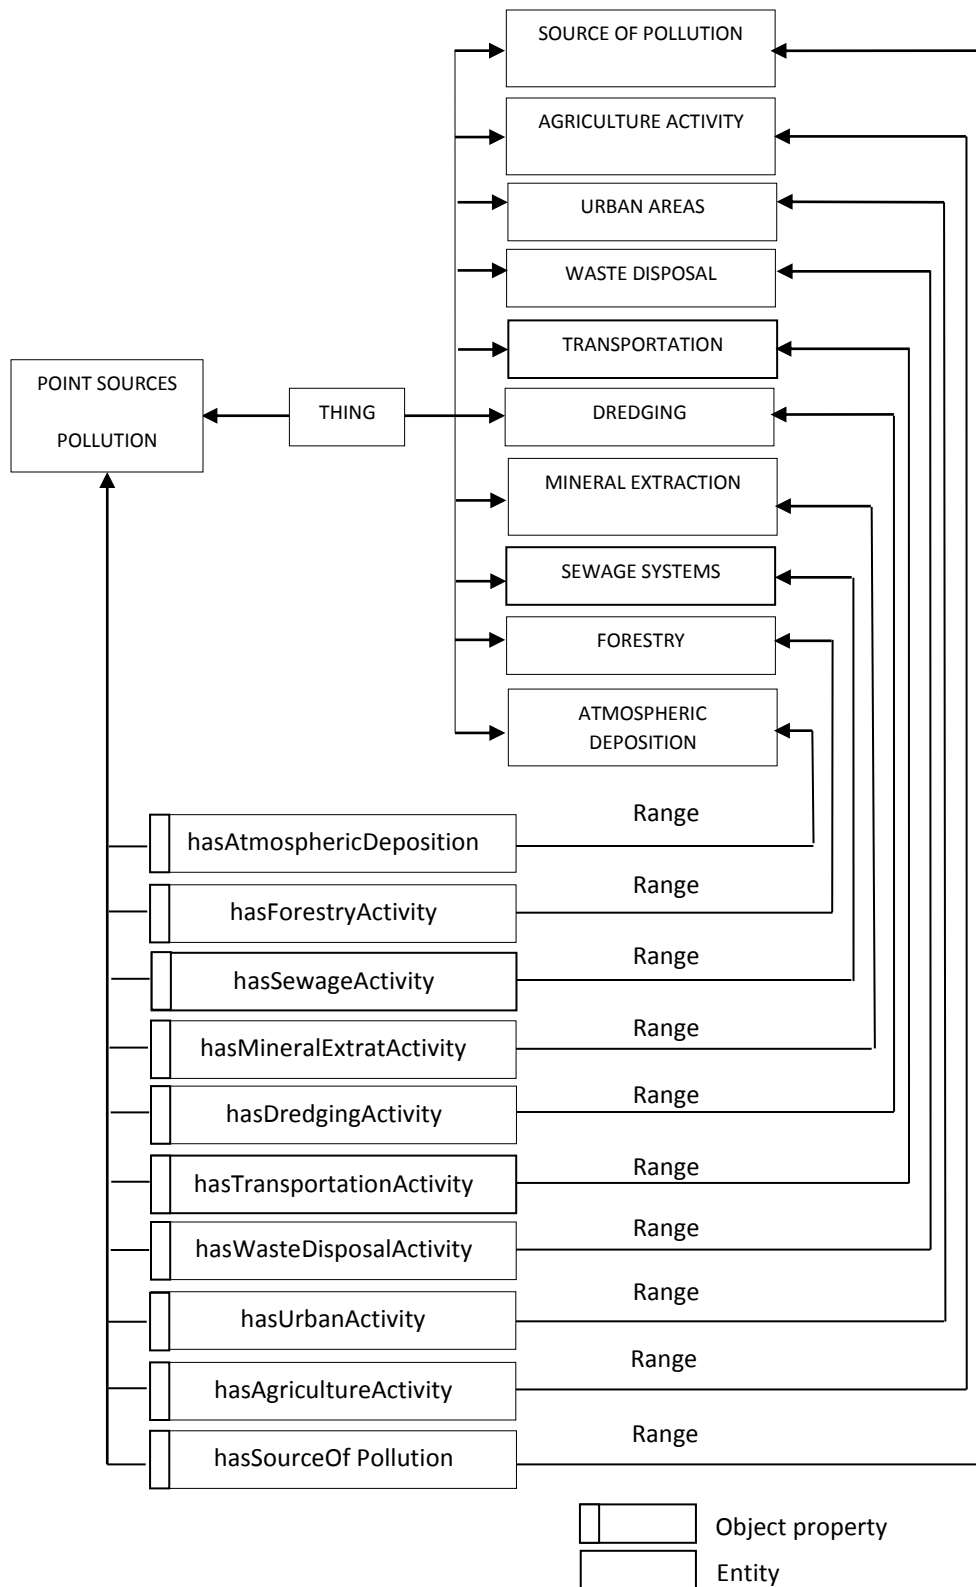 SOURCE OF POLLUTION
AGRICULTURE ACTIVITY
URBAN AREAS
WASTE DISPOSAL
TRANSPORTATION
POINT SOURCES
POLLUTION
THING
DREDGING
MINERAL EXTRACTION
SEWAGE SYSTEMS
FORESTRY
ATMOSPHERIC
DEPOSITION
hasAtmosphericDeposition
Range
hasForestryActivity
Range
hasSewageActivity
Range
hasMineralExtratActivity
Range
hasDredgingActivity
Range
hasTransportationActivity
Range
hasWasteDisposalActivity
Range
hasUrbanActivity
Range
hasAgricultureActivity
Range
hasSourceOf Pollution
Range
Object property
Entity